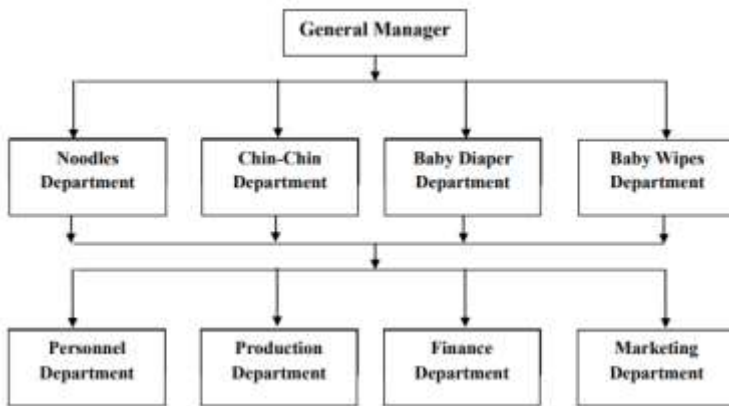 General Manager
Noodles
Department
Chin-Chin
Department
Baby Diaper
Department
Baby Wipes
Department
Personnel
Department
Production
Department
Finance
Department
Marketing
Department